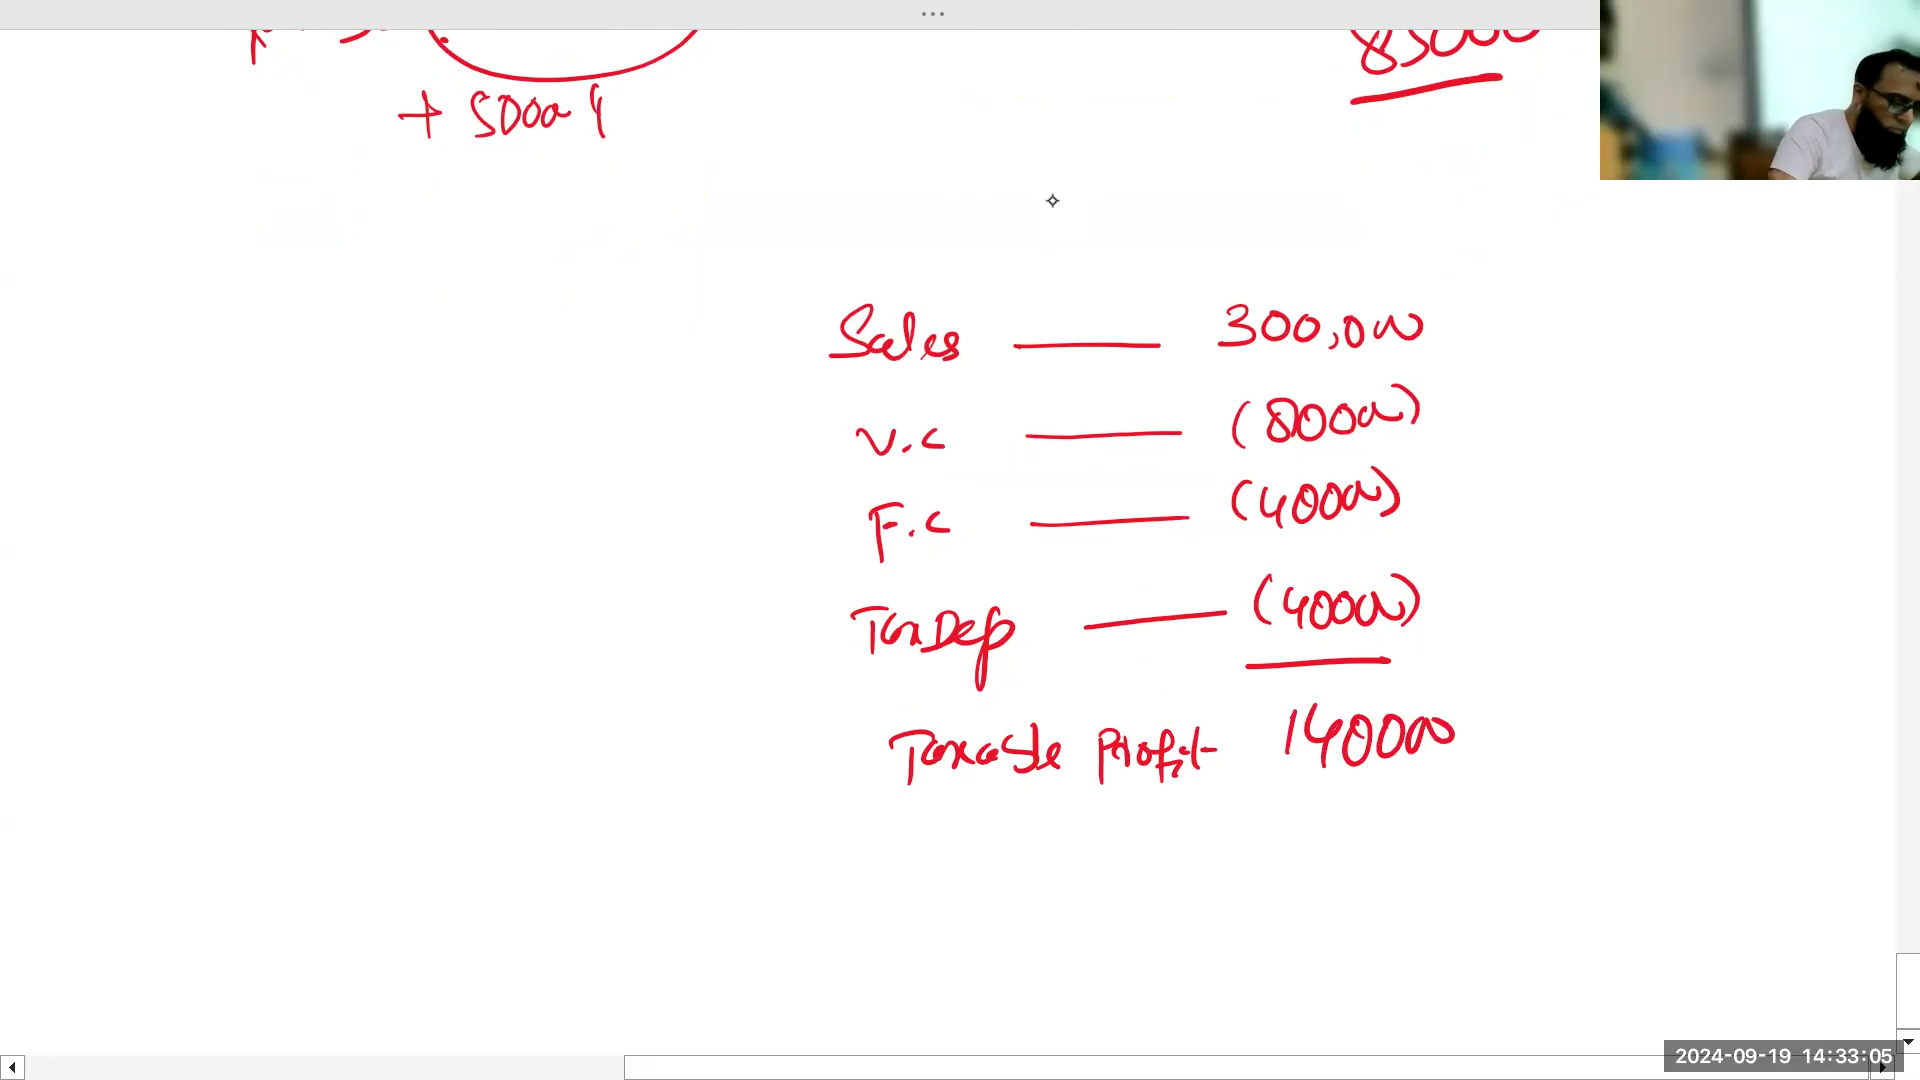 85000
+ 5000
Sales — 300,000
V.C — (80000)
F.C — (40000)
Tax Dep — (40000)
Taxable Profit 140000
2024-09-19 14:33:05